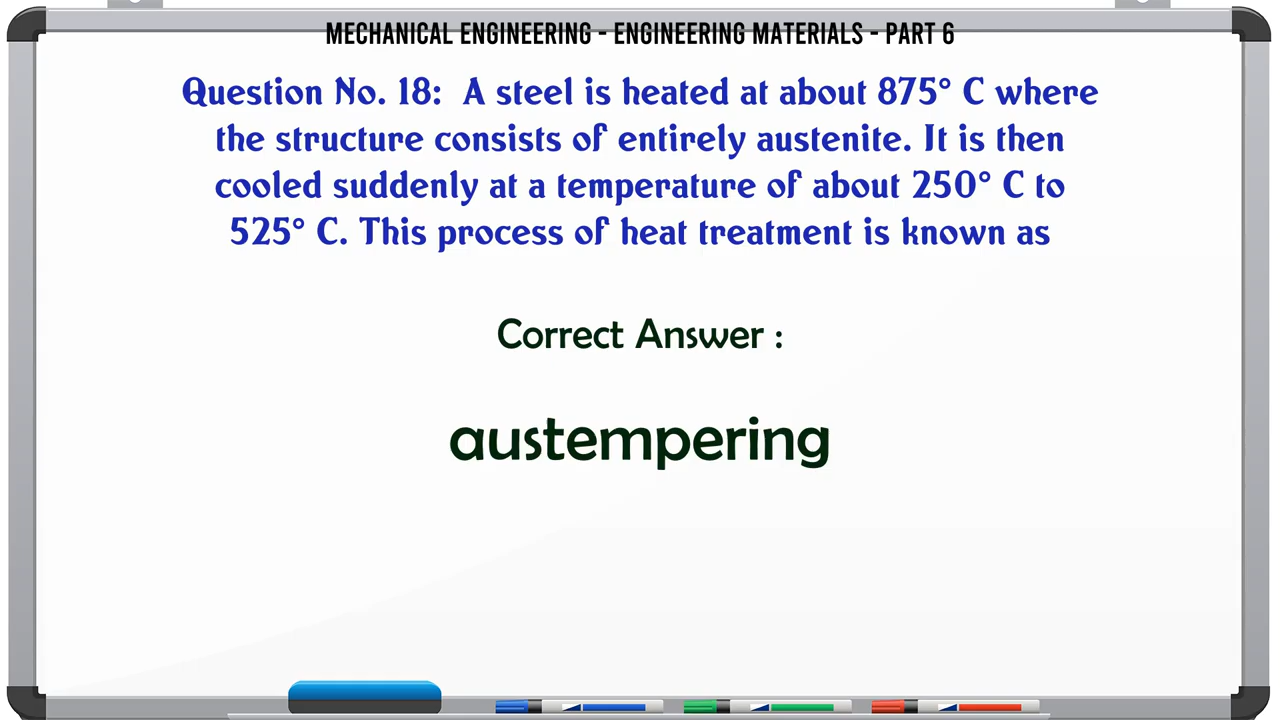 MECHANICAL ENGINEERING - ENGINEERING MATERIALS - PART 6
Question No. 18: A steel is heated at about 875° C where
the structure consists of entirely austenite. It is then
cooled suddenly at a temperature of about 250° C to
525° C. This process of heat treatment is known as
Correct Answer :
austempering